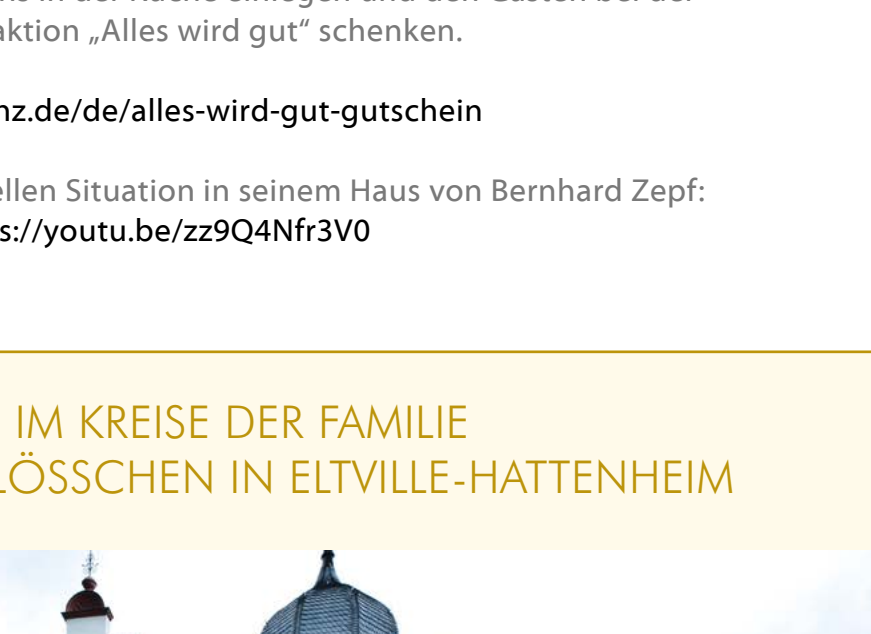 aktion „Alles wird gut“ schenken.
nz.de/de/alles-wird-gut-gutschein
ellen Situation in seinem Haus von Bernhard Zepf:
s://youtu.be/zz9Q4Nfr3V0
IM KREISE DER FAMILIE
LÖSSCHEN IN ELTVILLE-HATTENHEIM